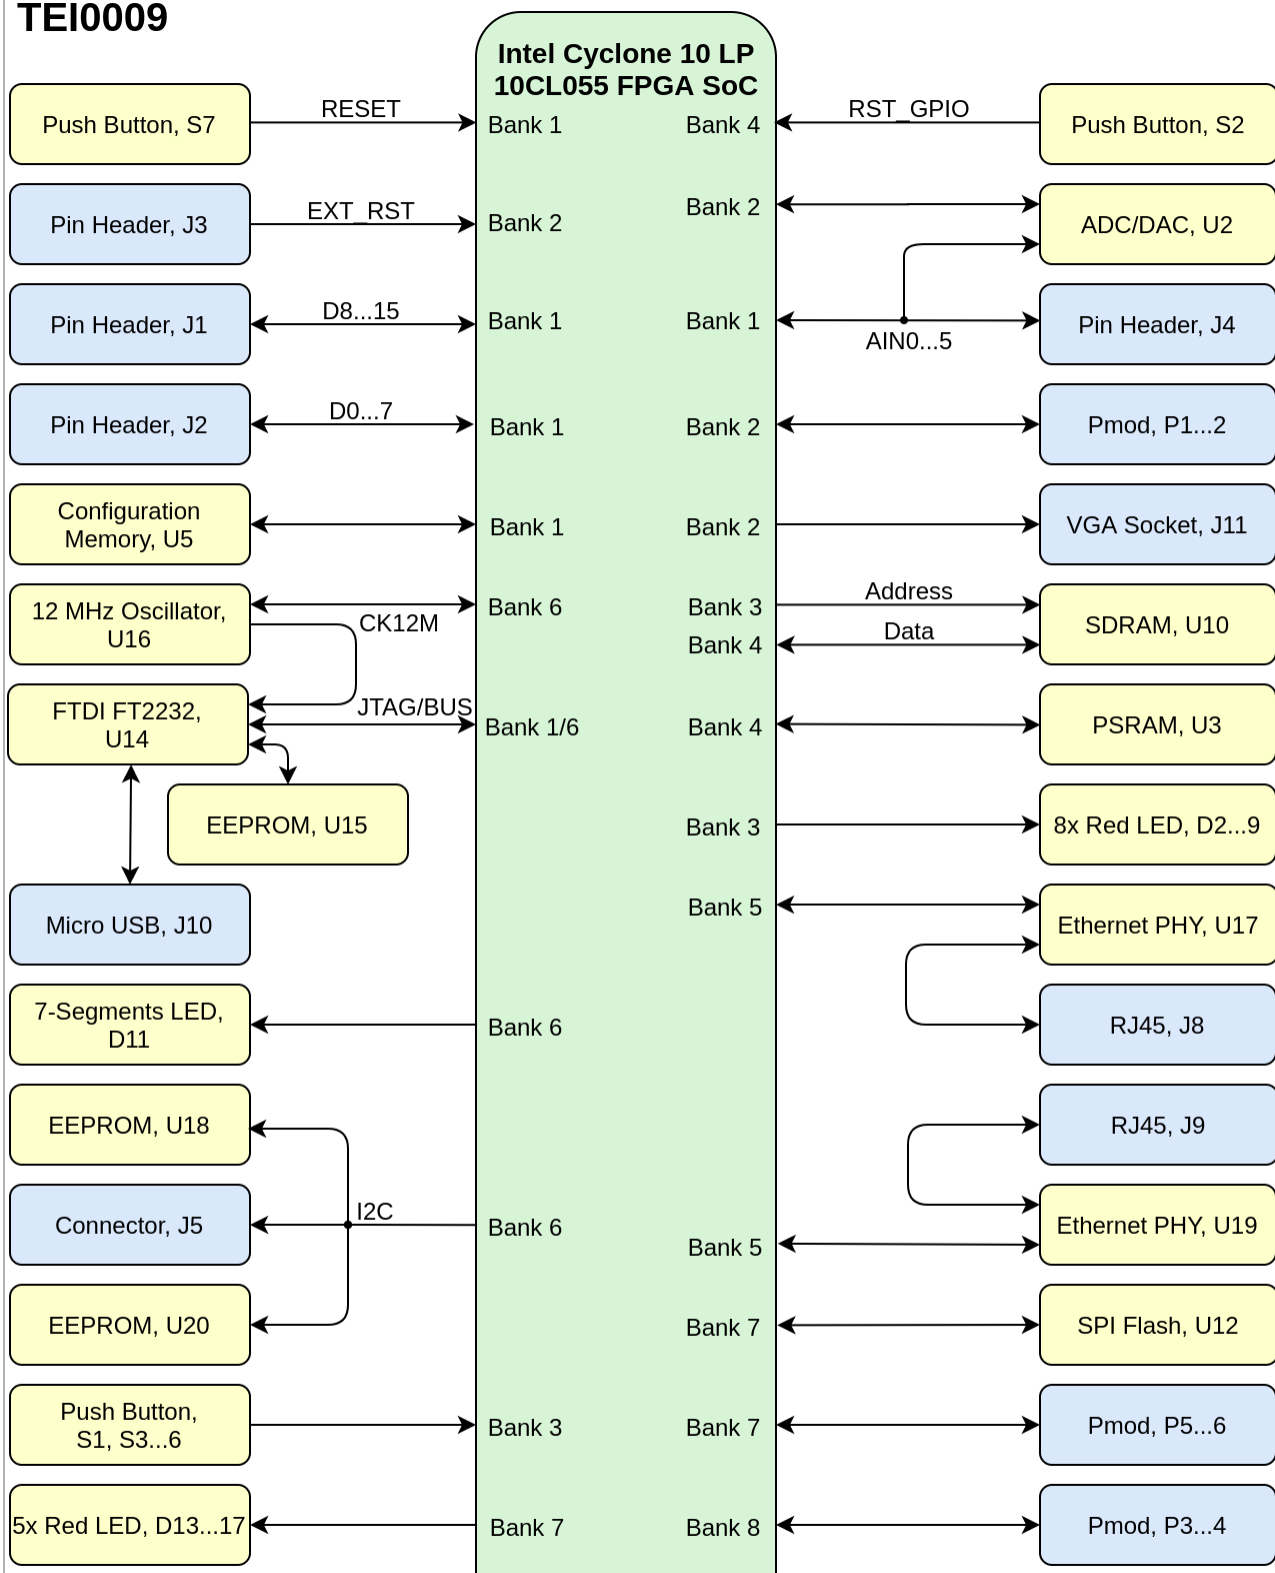 TEI0009
Intel Cyclone 10 LP
10CL055 FPGA SoC
Push Button, S7
RESET
Bank 1
Bank 4
RST_GPIO
Push Button, S2
Pin Header, J3
EXT_RST
Bank 2
Bank 2
ADC/DAC, U2
Pin Header, J1
D8...15
Bank 1
Bank 1
AIN0...5
Pin Header, J4
Pin Header, J2
D0...7
Bank 1
Bank 2
Pmod, P1...2
Configuration
Memory, U5
Bank 1
Bank 2
VGA Socket, J11
12 MHz Oscillator,
U16
CK12M
Bank 6
Bank 3
Address
Bank 4
Data
SDRAM, U10
FTDI FT2232,
U14
JTAG/BUS
Bank 1/6
Bank 4
PSRAM, U3
EEPROM, U15
Bank 3
8x Red LED, D2...9
Micro USB, J10
Bank 5
Ethernet PHY, U17
7-Segments LED,
D11
Bank 6
RJ45, J8
EEPROM, U18
RJ45, J9
Connector, J5
I2C
Bank 6
Bank 5
Ethernet PHY, U19
EEPROM, U20
Bank 7
SPI Flash, U12
Push Button,
S1, S3...6
Bank 3
Bank 7
Pmod, P5...6
5x Red LED, D13...17
Bank 7
Bank 8
Pmod, P3...4